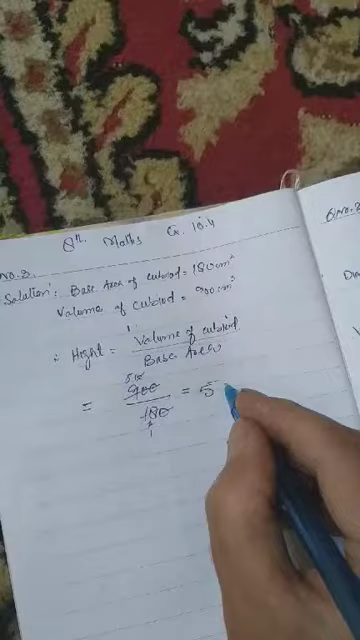 8th Maths Ex. 10.4
No. 3.
Solution: Base Area of cuboid = 180 cm²
Volume of cuboid = 900 cm³
∴ Hight = Volume of cuboid / Base Area
= 900 / 180 = 5